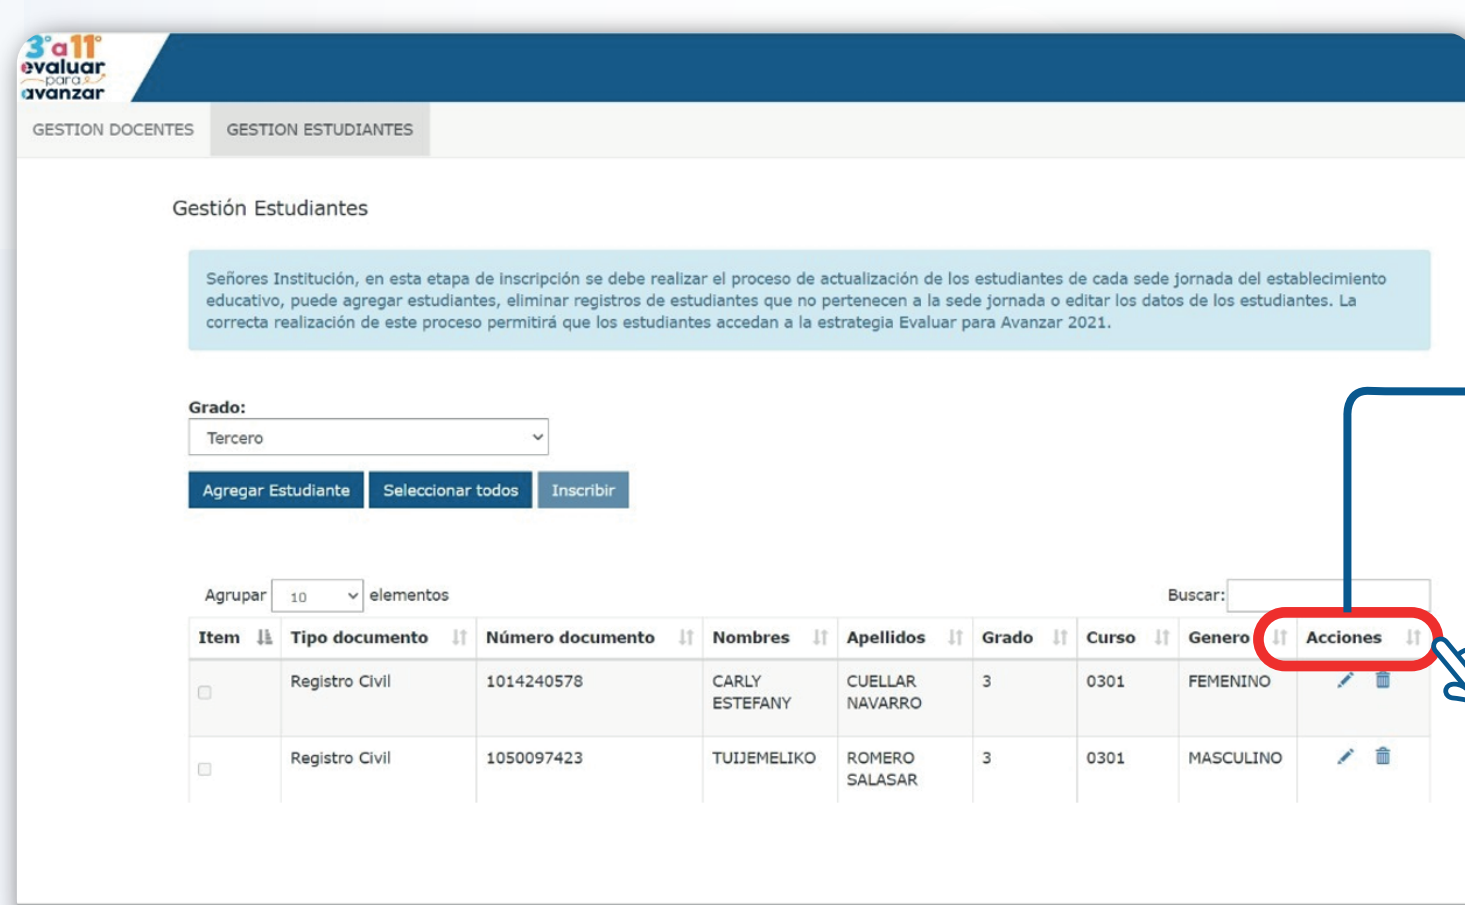 3°a11°
evaluar
para
avanzar
GESTION DOCENTES GESTION ESTUDIANTES
Gestión Estudiantes
Señores Institución, en esta etapa de inscripción se debe realizar el proceso de actualización de los estudiantes de cada sede jornada del establecimiento
educativo, puede agregar estudiantes, eliminar registros de estudiantes que no pertenecen a la sede jornada o editar los datos de los estudiantes. La
correcta realización de este proceso permitirá que los estudiantes accedan a la estrategia Evaluar para Avanzar 2021.
Grado:
Tercero
Agregar Estudiante Seleccionar todos Inscribir
Agrupar 10 elementos Buscar:
Item Tipo documento Número documento Nombres Apellidos Grado Curso Genero Acciones
Registro Civil 1014240578 CARLY CUELLAR 3 0301 FEMENINO
ESTEFANY NAVARRO
Registro Civil 1050097423 TUIJEMELIKO ROMERO 3 0301 MASCULINO
SALASAR